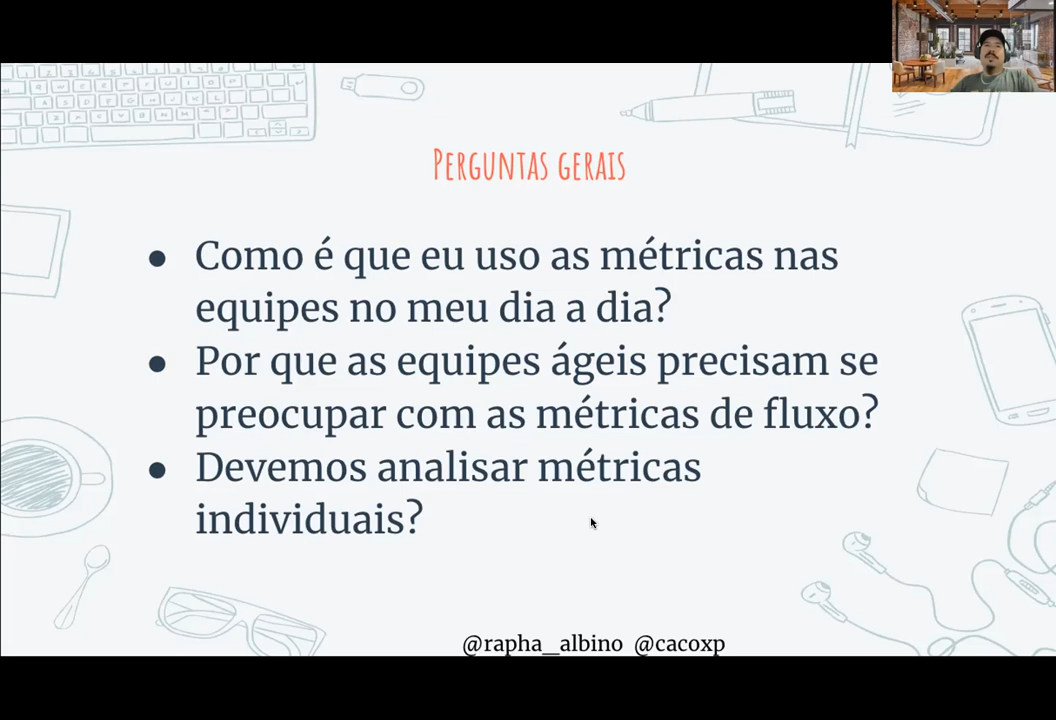 Perguntas gerais
● Como é que eu uso as métricas nas
equipes no meu dia a dia?
● Por que as equipes ágeis precisam se
preocupar com as métricas de fluxo?
● Devemos analisar métricas
individuais?
@rapha_albino @cacoxp